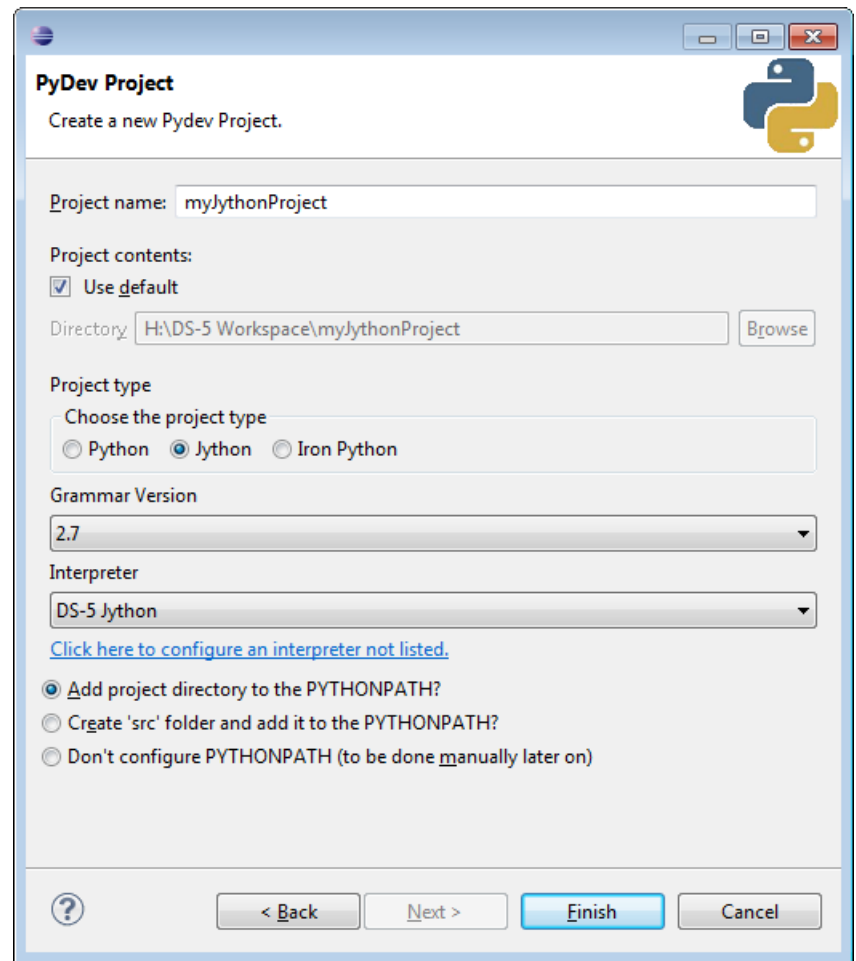 PyDev Project
Create a new Pydev Project.
Project name: myJythonProject
Project contents:
Use default
Directory H:\DS-5 Workspace\myJythonProject Browse
Project type
Choose the project type
Python Jython Iron Python
Grammar Version
2.7
Interpreter
DS-5 Jython
Click here to configure an interpreter not listed.
Add project directory to the PYTHONPATH?
Create 'src' folder and add it to the PYTHONPATH?
Don't configure PYTHONPATH (to be done manually later on)
? < Back Next > Finish Cancel